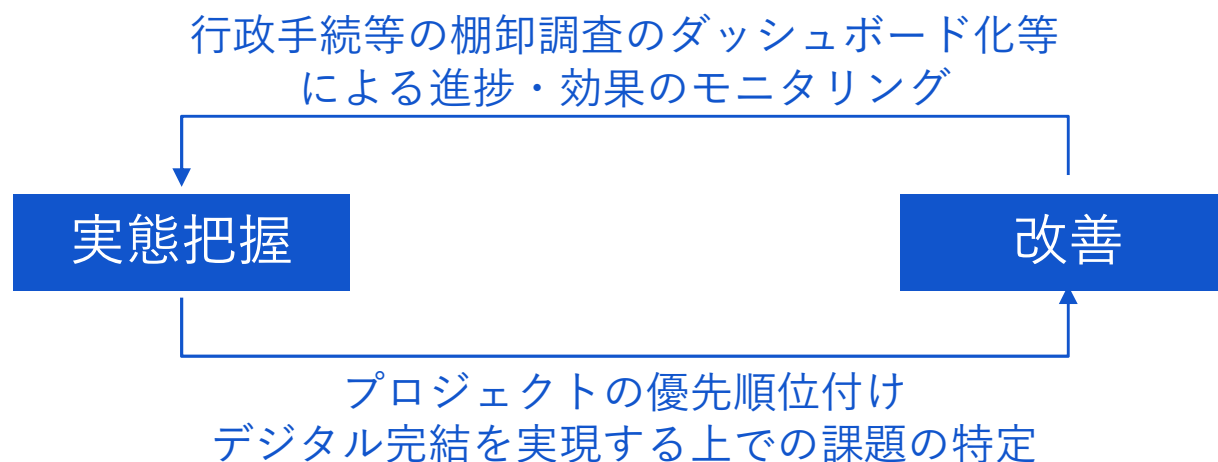 行政手続等の棚卸調査のダッシュボード化等
による進捗・効果のモニタリング
実態把握
改善
プロジェクトの優先順位付け
デジタル完結を実現する上での課題の特定